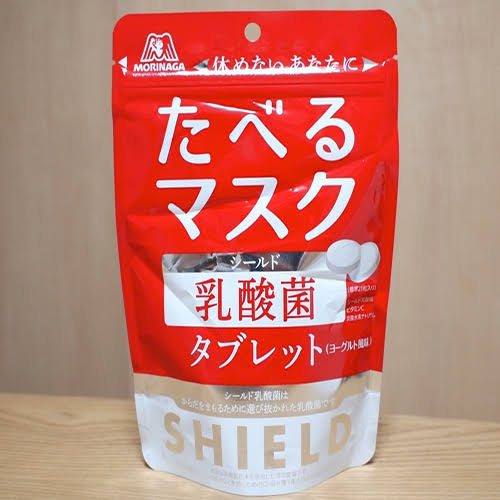 MORINAGA
休めないあなたに
たべる
マスク
シールド
乳酸菌
タブレット(ヨーグルト風味)
シールド乳酸菌は
からだをまもるために選び抜かれた乳酸菌です
SHIELD